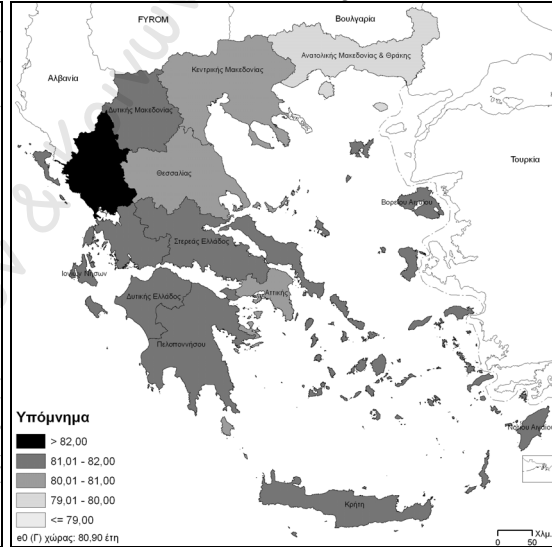 FYROM
Βουλγαρία
Ανατολικής Μακεδονίας & Θράκης
Κεντρικής Μακεδονίας
Αλβανία
Δυτικής Μακεδονίας
Τουρκία
Θεσσαλίας
Βορείου Αιγαίου
Στερεάς Ελλάδος
Ιονίων Νήσων
Αττικής
Δυτικής Ελλάδος
Πελοποννήσου
Νοτίου Αιγαίου
Κρήτη
Υπόμνημα
> 82,00
81,01 - 82,00
80,01 - 81,00
79,01 - 80,00
<= 79,00
e0 (Γ) χώρας: 80,90 έτη
Χλμ.
0 50